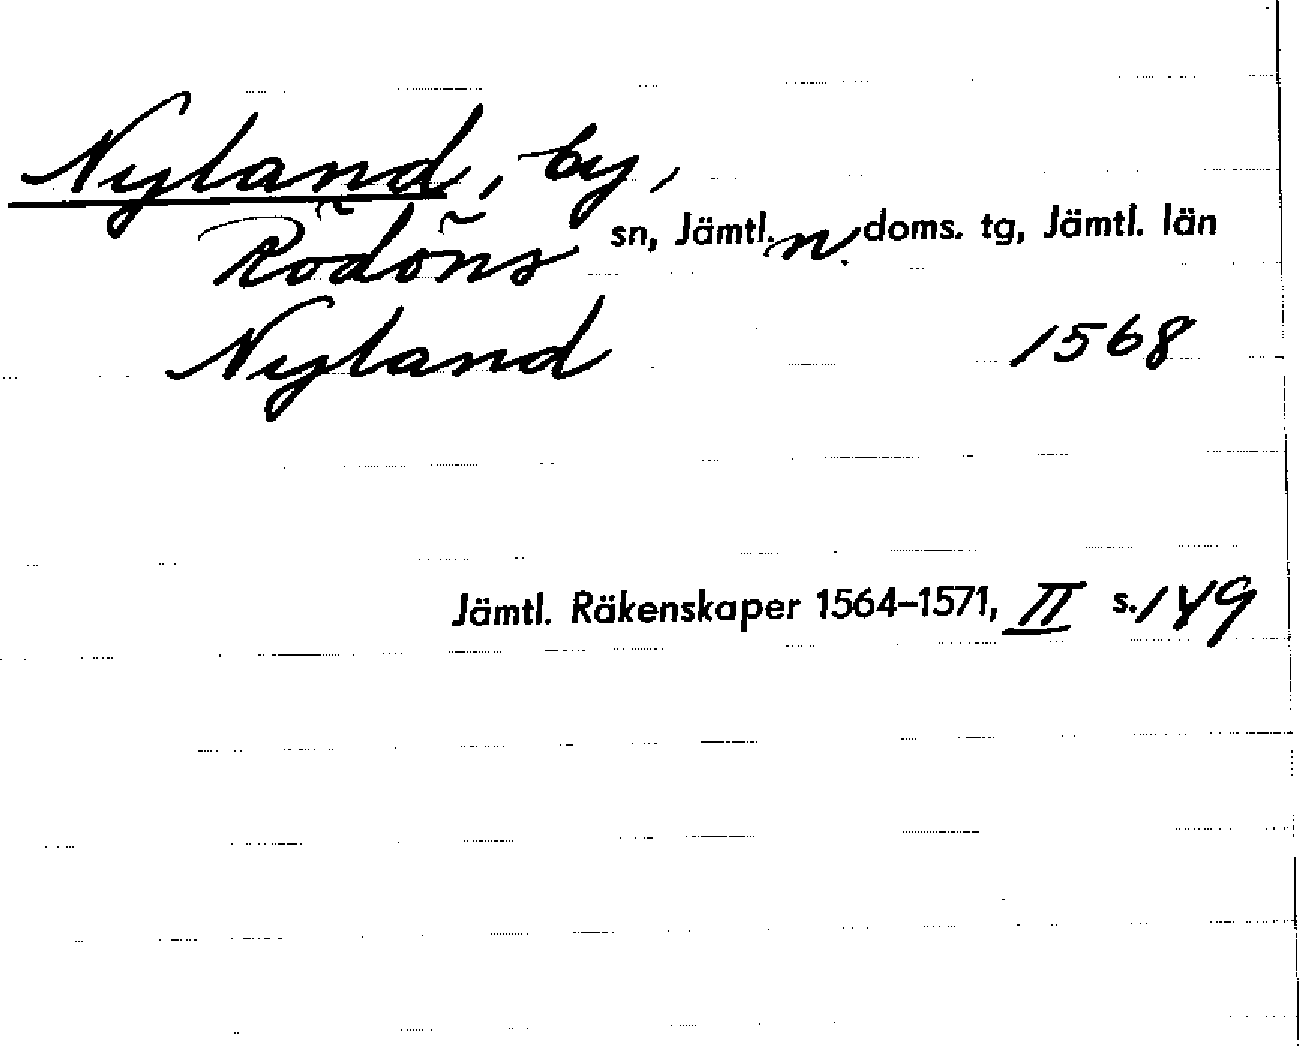 Nyland, by,
Rödöns sn, Jämtl. n. doms. tg, Jämtl. län
Nyland 1568
Jämtl. Räkenskaper 1564-1571, II s. 149